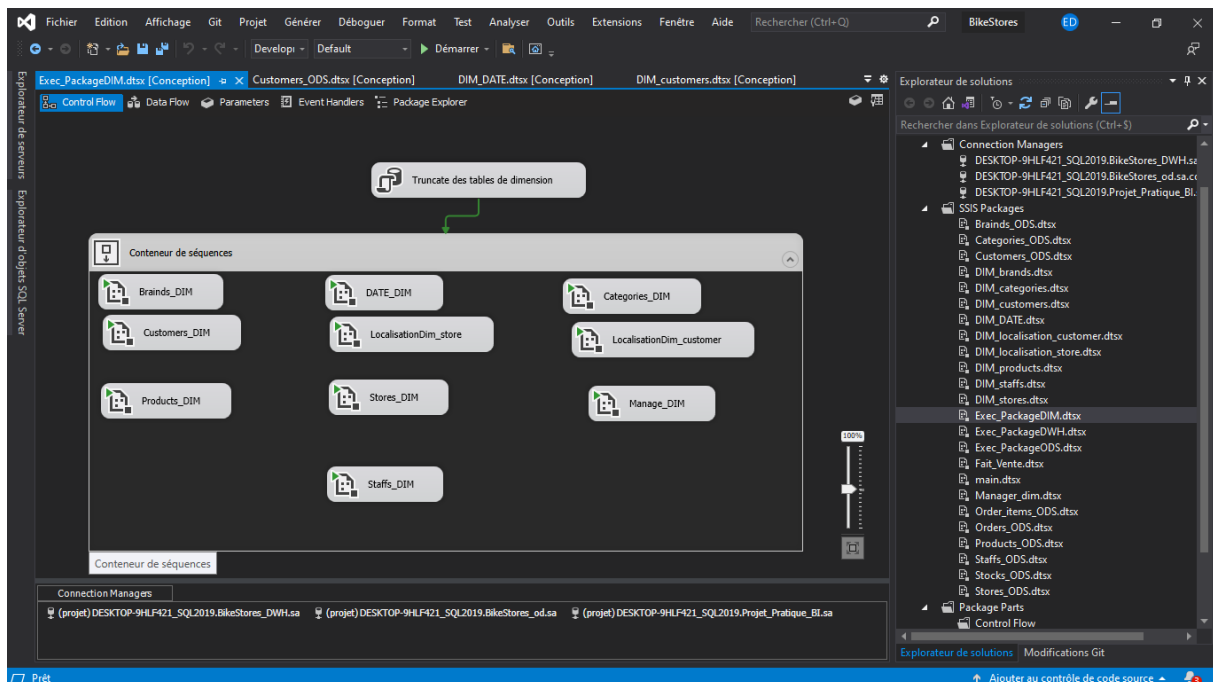 Fichier Edition Affichage Git Projet Générer Déboguer Format Test Analyser Outils Extensions Fenêtre Aide Rechercher (Ctrl+Q) BikeStores ED
Develop Default Démarrer
Exec_PackageDIM.dtsx [Conception] Customers_ODS.dtsx [Conception] DIM_DATE.dtsx [Conception] DIM_customers.dtsx [Conception]
Control Flow Data Flow Parameters Event Handlers Package Explorer
Explorateur de serveurs
Explorateur d'objets SQL Server
Truncate des tables de dimension
Conteneur de séquences
Brainds_DIM DATE_DIM Categories_DIM
Customers_DIM LocalisationDim_store LocalisationDim_customer
Products_DIM Stores_DIM Manage_DIM
Staffs_DIM
100%
Conteneur de séquences
Connection Managers
(projet) DESKTOP-9HLF421_SQL2019.BikeStores_DWH.sa (projet) DESKTOP-9HLF421_SQL2019.BikeStores_od.sa (projet) DESKTOP-9HLF421_SQL2019.Projet_Pratique_BI.sa
Explorateur de solutions
Rechercher dans Explorateur de solutions (Ctrl+$)
Connection Managers
DESKTOP-9HLF421_SQL2019.BikeStores_DWH.sa
DESKTOP-9HLF421_SQL2019.BikeStores_od.sa.co
DESKTOP-9HLF421_SQL2019.Projet_Pratique_BI.
SSIS Packages
Brainds_ODS.dtsx
Categories_ODS.dtsx
Customers_ODS.dtsx
DIM_brands.dtsx
DIM_categories.dtsx
DIM_customers.dtsx
DIM_DATE.dtsx
DIM_localisation_customer.dtsx
DIM_localisation_store.dtsx
DIM_products.dtsx
DIM_staffs.dtsx
DIM_stores.dtsx
Exec_PackageDIM.dtsx
Exec_PackageDWH.dtsx
Exec_PackageODS.dtsx
Fait_Vente.dtsx
main.dtsx
Manager_dim.dtsx
Order_items_ODS.dtsx
Orders_ODS.dtsx
Products_ODS.dtsx
Staffs_ODS.dtsx
Stocks_ODS.dtsx
Stores_ODS.dtsx
Package Parts
Control Flow
Explorateur de solutions Modifications Git
Prêt Ajouter au contrôle de code source 3